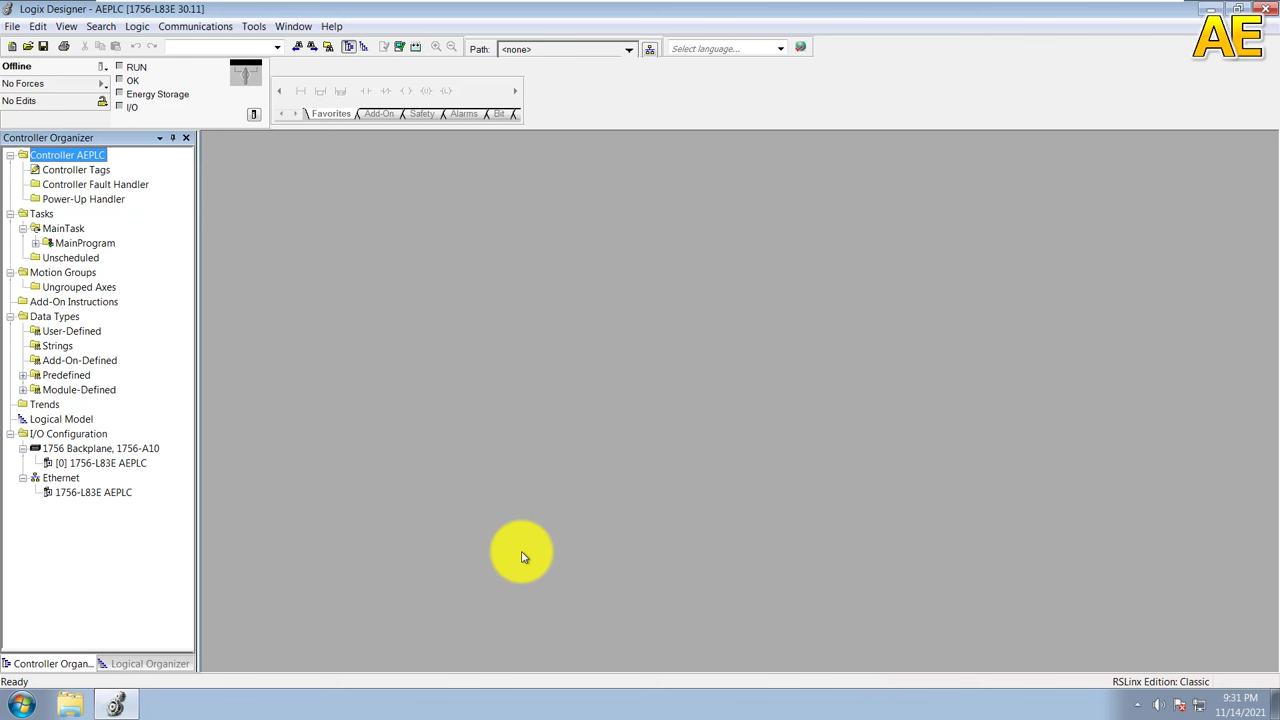 Logix Designer - AEPLC [1756-L83E 30.11]
File Edit View Search Logic Communications Tools Window Help
AE
Path: <none>
Select language...
Offline
No Forces
No Edits
RUN
OK
Energy Storage
I/O
Favorites Add-On Safety Alarms Bit
Controller Organizer
Controller AEPLC
Controller Tags
Controller Fault Handler
Power-Up Handler
Tasks
MainTask
MainProgram
Unscheduled
Motion Groups
Ungrouped Axes
Add-On Instructions
Data Types
User-Defined
Strings
Add-On-Defined
Predefined
Module-Defined
Trends
Logical Model
I/O Configuration
1756 Backplane, 1756-A10
[0] 1756-L83E AEPLC
Ethernet
1756-L83E AEPLC
Controller Organ... Logical Organizer
Ready
RSLinx Edition: Classic
9:31 PM
11/14/2021